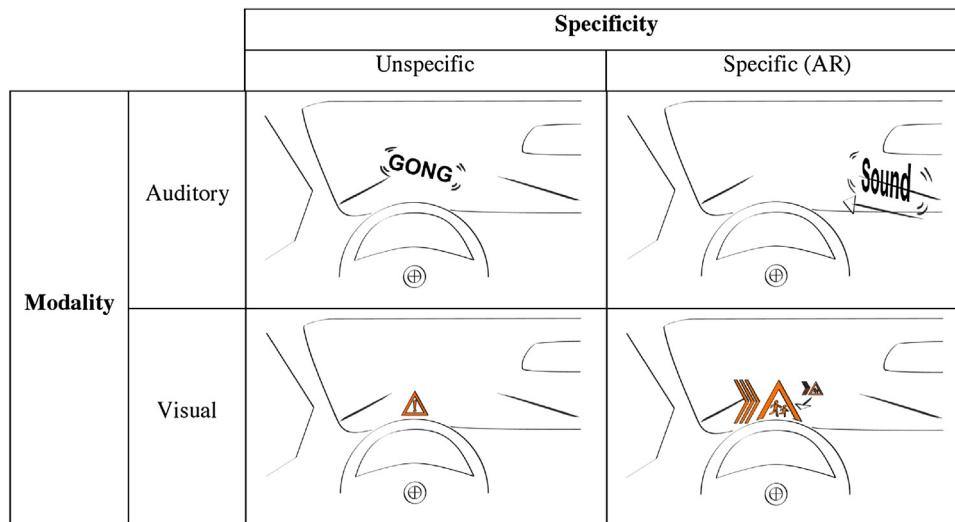 Specificity
Unspecific
Specific (AR)
Modality
Auditory
GONG
Sound
Visual